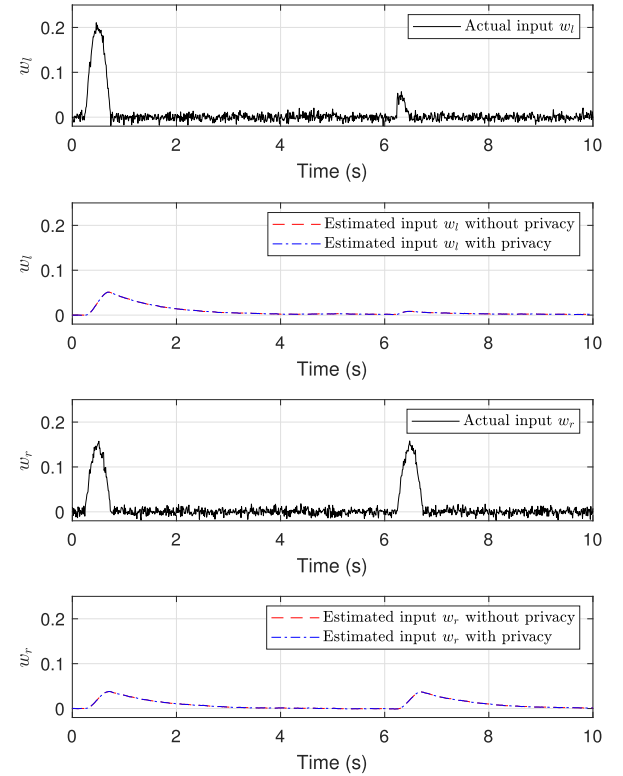 0.2
0.1
0
w_l
Actual input w_l
0 2 4 6 8 10
Time (s)
0.2
0.1
0
w_l
Estimated input w_l without privacy
Estimated input w_l with privacy
0 2 4 6 8 10
Time (s)
0.2
0.1
0
w_r
Actual input w_r
0 2 4 6 8 10
Time (s)
0.2
0.1
0
w_r
Estimated input w_r without privacy
Estimated input w_r with privacy
0 2 4 6 8 10
Time (s)